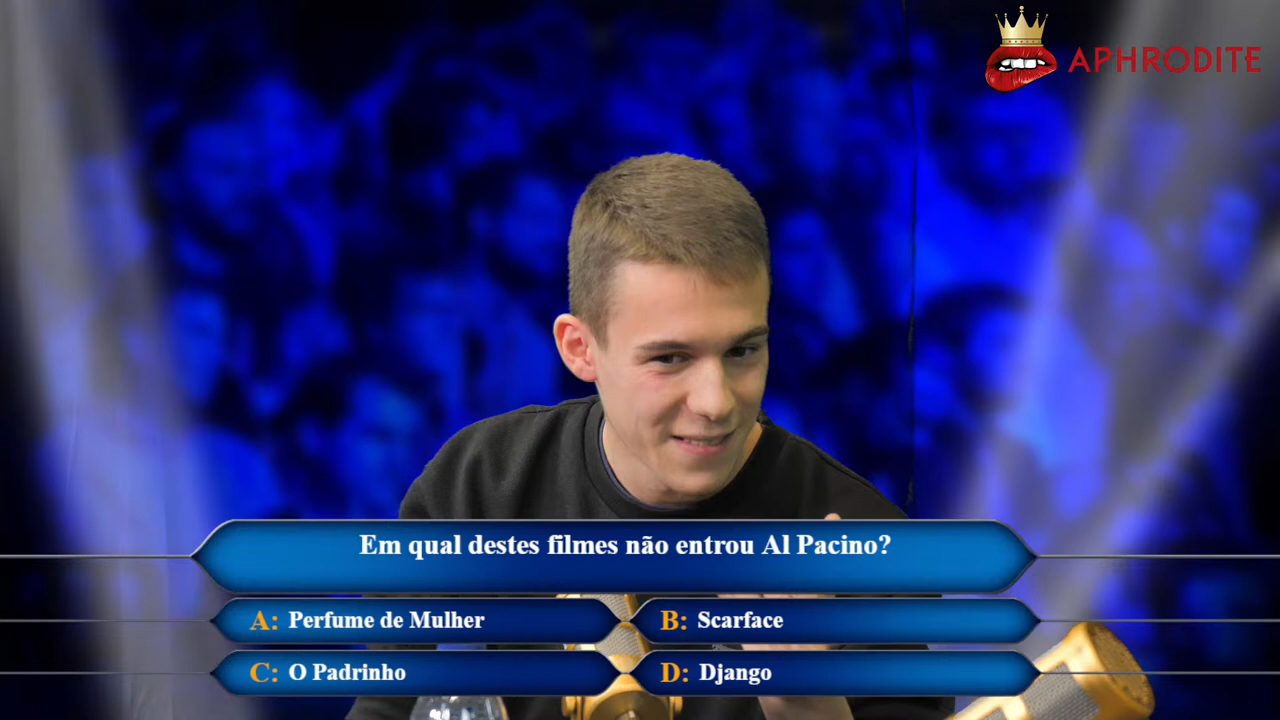 APHRODITE
Em qual destes filmes não entrou Al Pacino?
A: Perfume de Mulher
B: Scarface
C: O Padrinho
D: Django